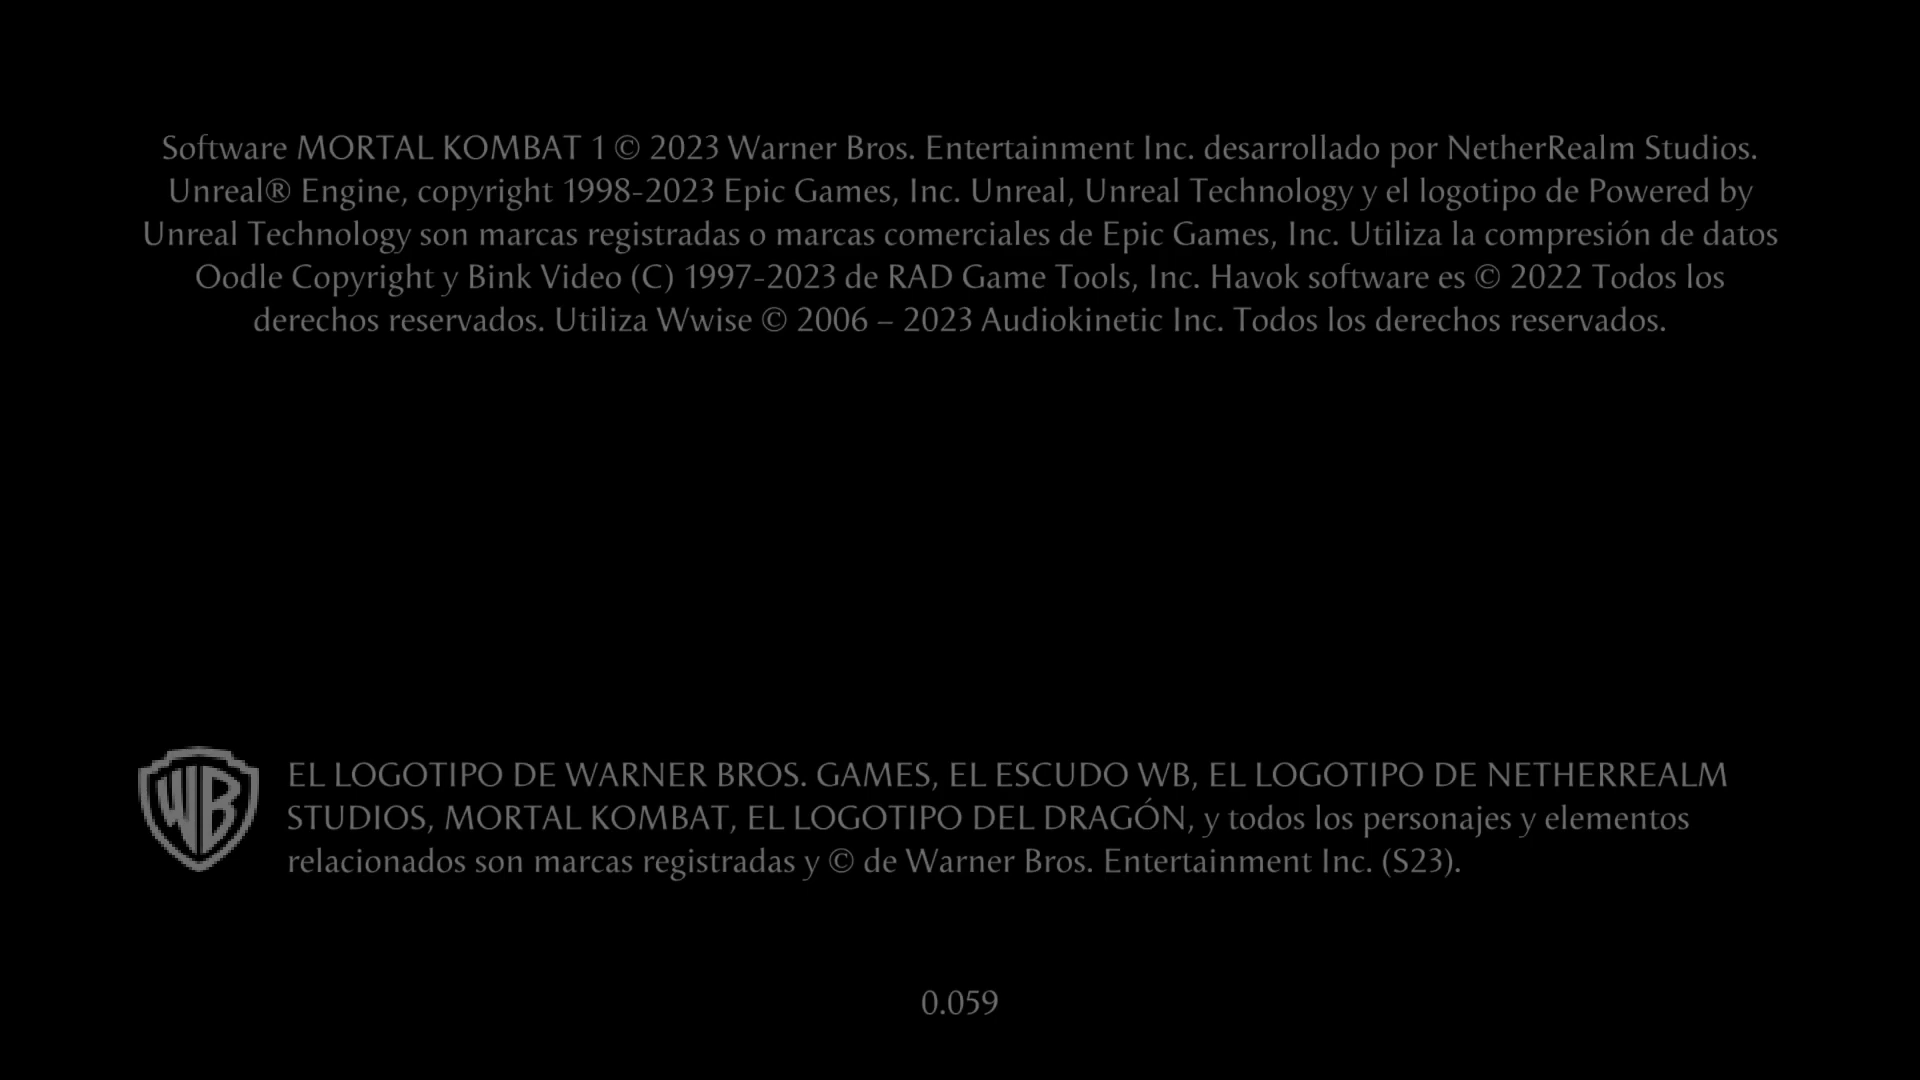 Software MORTAL KOMBAT 1 © 2023 Warner Bros. Entertainment Inc. desarrollado por NetherRealm Studios.
Unreal® Engine, copyright 1998-2023 Epic Games, Inc. Unreal, Unreal Technology y el logotipo de Powered by
Unreal Technology son marcas registradas o marcas comerciales de Epic Games, Inc. Utiliza la compresión de datos
Oodle Copyright y Bink Video (C) 1997-2023 de RAD Game Tools, Inc. Havok software es © 2022 Todos los
derechos reservados. Utiliza Wwise © 2006 – 2023 Audiokinetic Inc. Todos los derechos reservados.
WB
EL LOGOTIPO DE WARNER BROS. GAMES, EL ESCUDO WB, EL LOGOTIPO DE NETHERREALM
STUDIOS, MORTAL KOMBAT, EL LOGOTIPO DEL DRAGÓN, y todos los personajes y elementos
relacionados son marcas registradas y © de Warner Bros. Entertainment Inc. (S23).
0.059